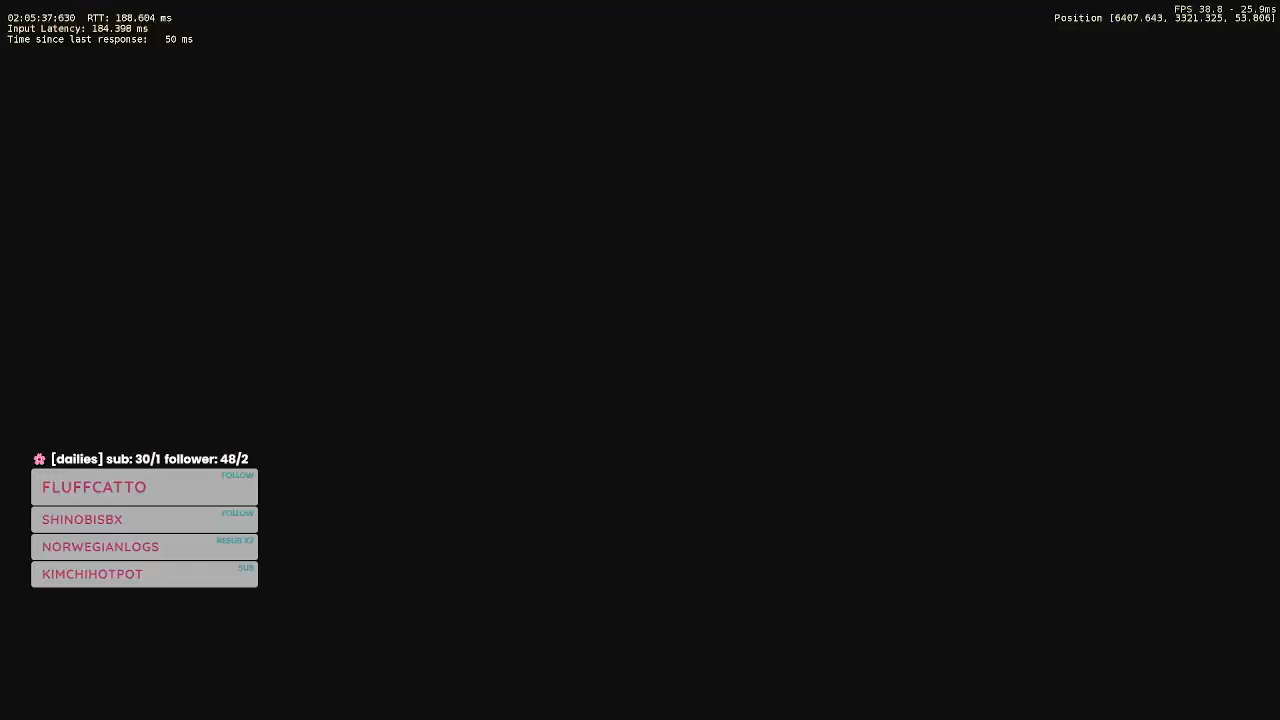 FPS 38.8 - 25.9ms
02:05:37:630 RTT: 188.604 ms
Position [6407.643, 3321.325, 53.806]
Input Latency: 184.398 ms
Time since last response: 50 ms
[dailies] sub: 30/1 follower: 48/2
FOLLOW
FLUFFCATTO
FOLLOW
SHINOBISBX
RESUB X7
NORWEGIANLOGS
SUB
KIMCHIHOTPOT